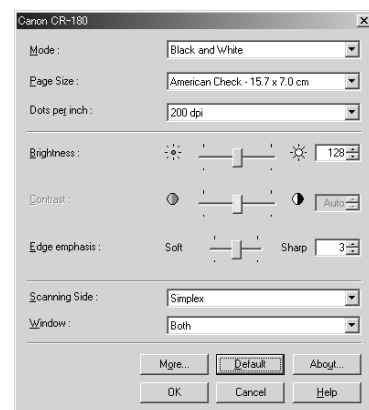 Canon CR-180
Mode : Black and White
Page Size : American Check - 15.7 x 7.0 cm
Dots per inch : 200 dpi
Brightness : 128
Contrast : Auto
Edge emphasis : Soft Sharp 3
Scanning Side : Simplex
Window : Both
More... Default About...
OK Cancel Help